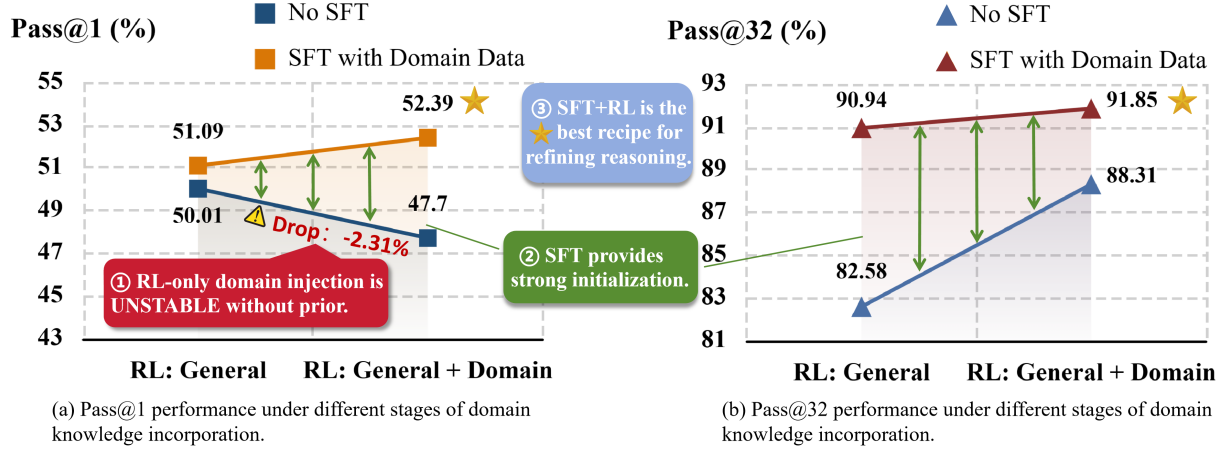 Pass@1 (%)
No SFT
SFT with Domain Data
55
53
51
49
47
45
43
51.09
52.39
50.01
47.7
Drop: -2.31%
① RL-only domain injection is
UNSTABLE without prior.
RL: General
RL: General + Domain
(a) Pass@1 performance under different stages of domain
knowledge incorporation.
③ SFT+RL is the
best recipe for
refining reasoning.
② SFT provides
strong initialization.
Pass@32 (%)
No SFT
SFT with Domain Data
93
91
89
87
85
83
81
90.94
91.85
88.31
82.58
RL: General
RL: General + Domain
(b) Pass@32 performance under different stages of domain
knowledge incorporation.